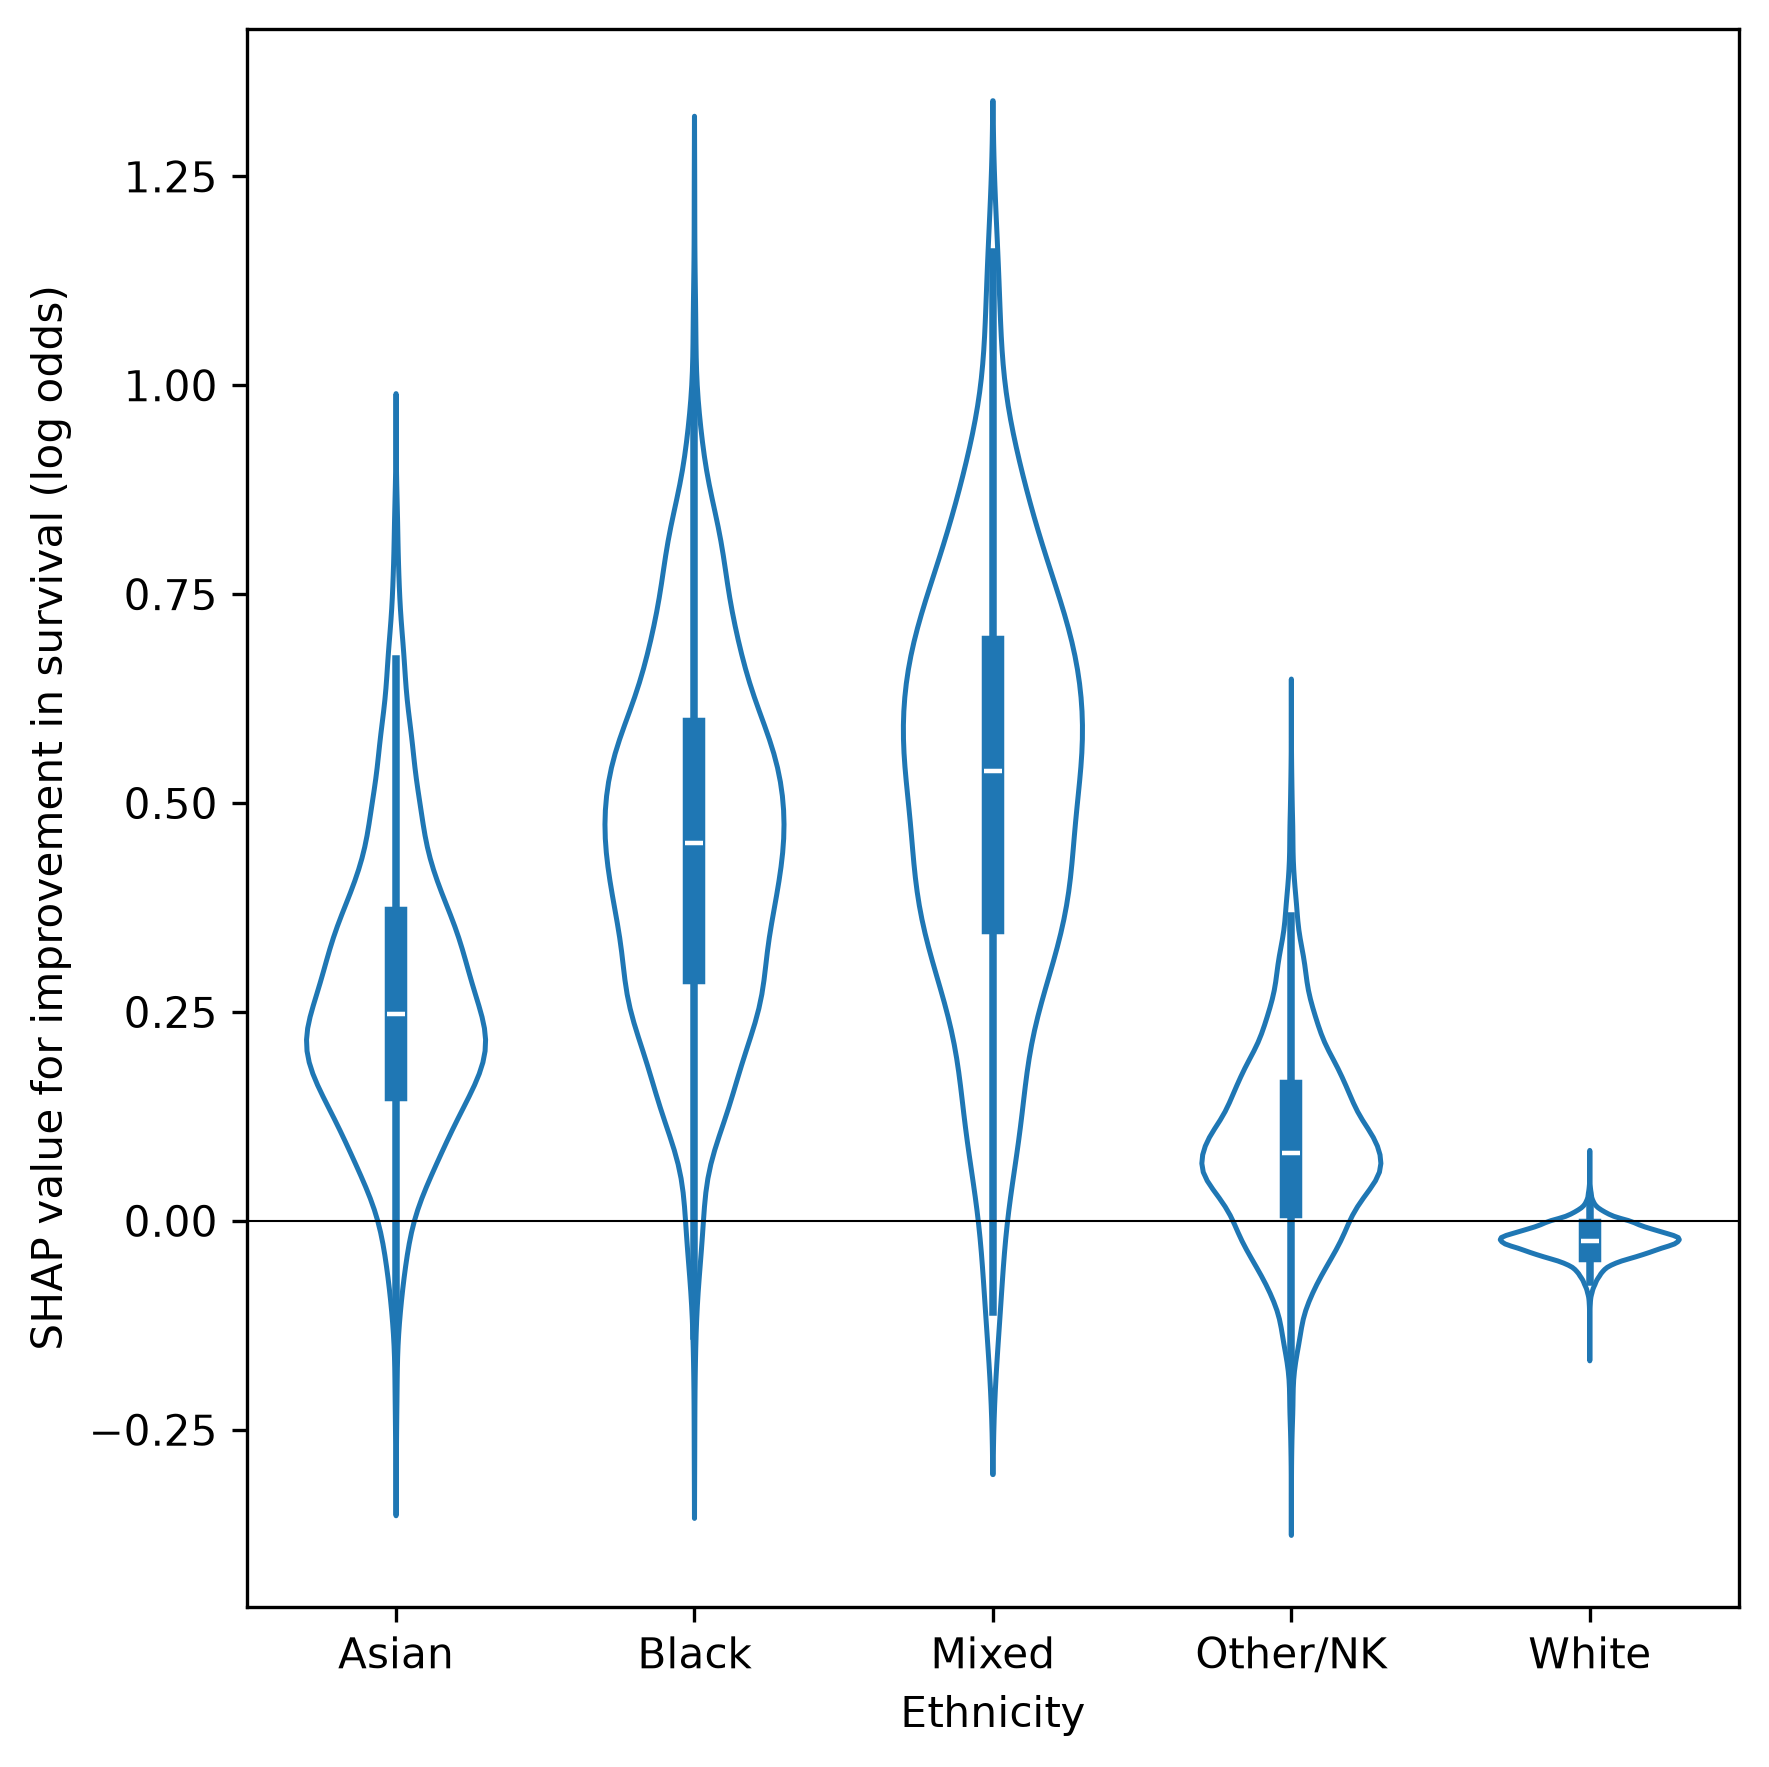 SHAP value for improvement in survival (log odds)
1.25
1.00
0.75
0.50
0.25
0.00
−0.25
Asian Black Mixed Other/NK White
Ethnicity